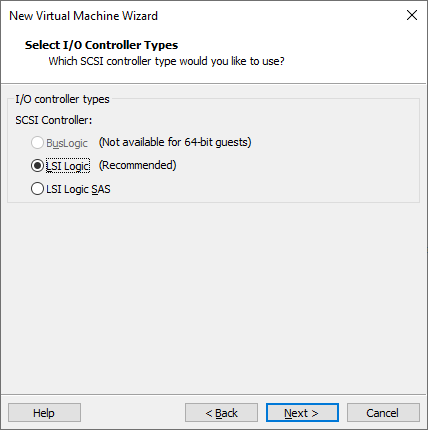 New Virtual Machine Wizard
Select I/O Controller Types
Which SCSI controller type would you like to use?
I/O controller types
SCSI Controller:
BusLogic (Not available for 64-bit guests)
LSI Logic (Recommended)
LSI Logic SAS
Help < Back Next > Cancel